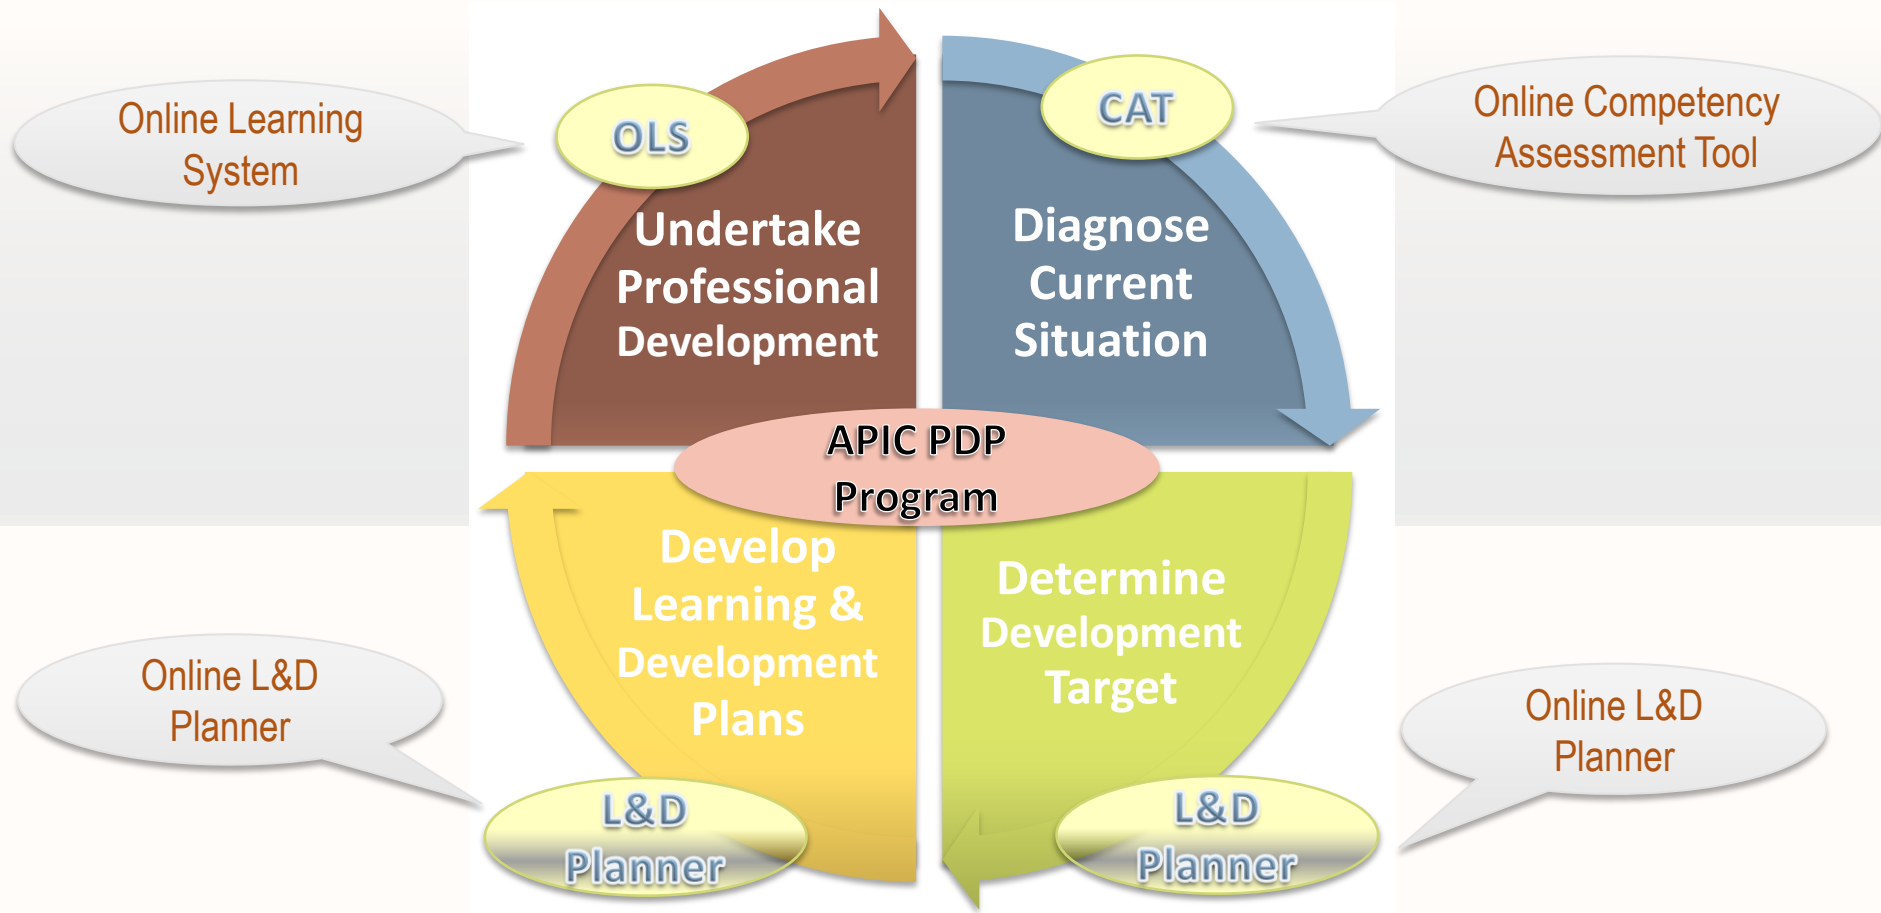 Online Learning
System
OLS
CAT
Online Competency
Assessment Tool
Undertake
Professional
Development
Diagnose
Current
Situation
APIC PDP
Program
Develop
Learning &
Development
Plans
Determine
Development
Target
Online L&D
Planner
L&D
Planner
L&D
Planner
Online L&D
Planner